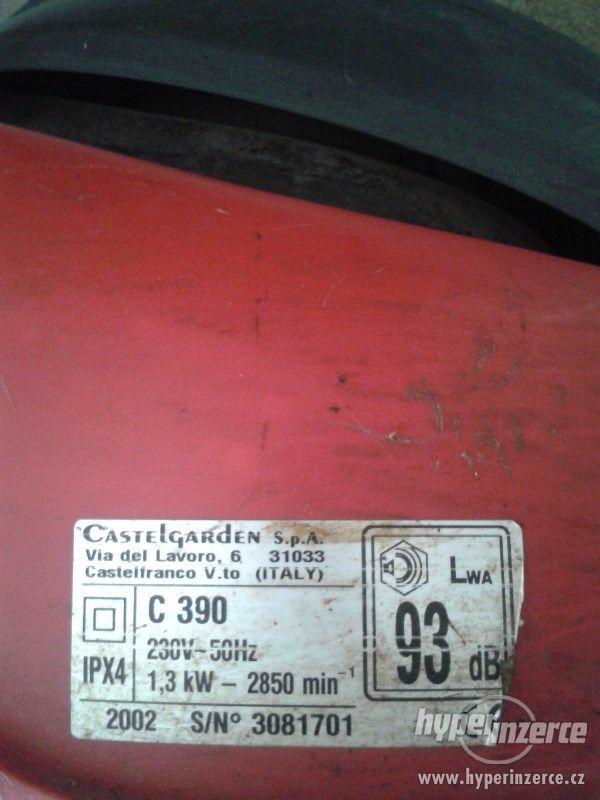 CASTELGARDEN S.p.A.
Via del Lavoro, 6 31033
Castelfranco V.to (ITALY)
C 390
230V~50Hz
IPX4
1,3 kW – 2850 min⁻¹
2002 S/N° 3081701
LWA
93 dB
CE
hyperinzerce
www.hyperinzerce.cz